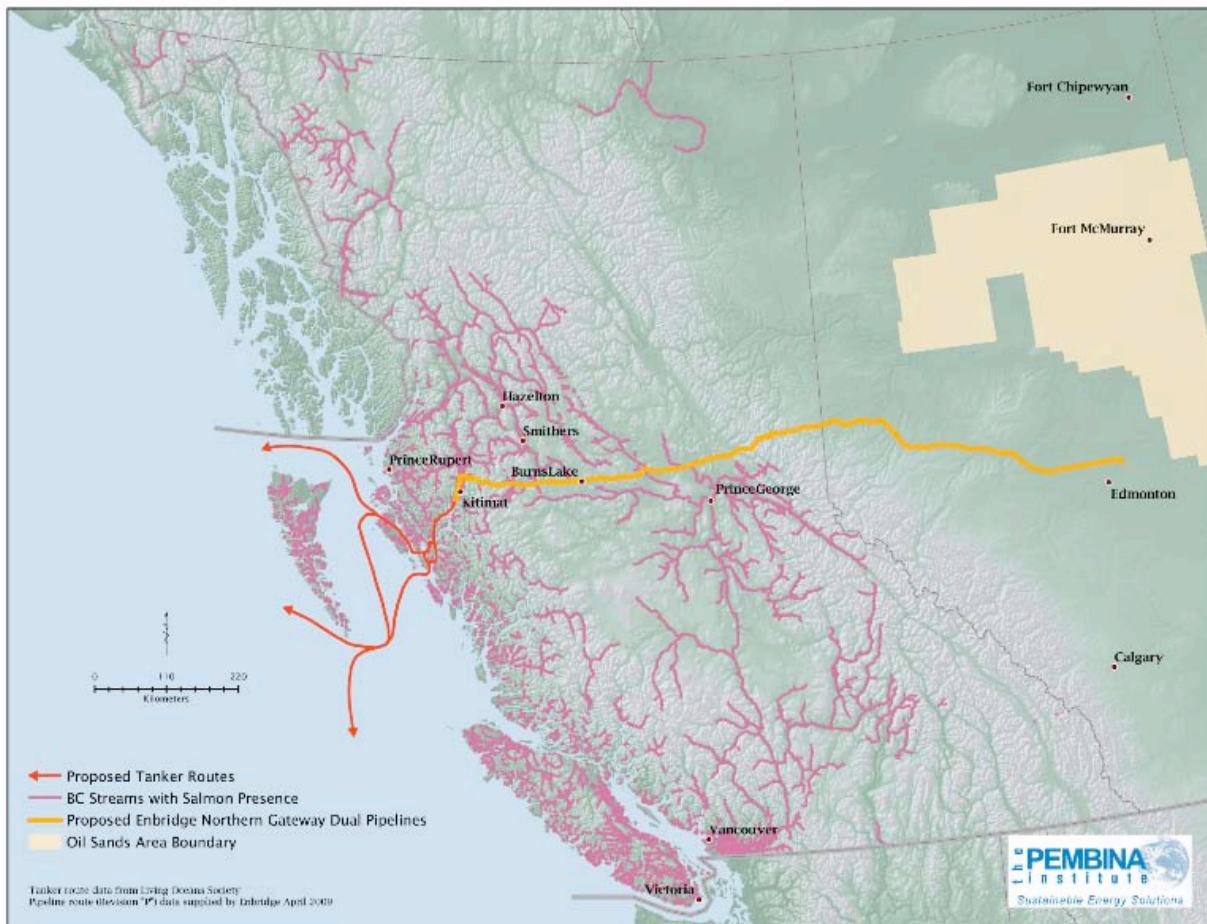 Fort Chipewyan
Fort McMurray
Hazelton
Smithers
PrinceRupert
BurnsLake
Kitimat
PrinceGeorge
Edmonton
Calgary
0 110 220
Kilometers
Vancouver
Victoria
Proposed Tanker Routes
BC Streams with Salmon Presence
Proposed Enbridge Northern Gateway Dual Pipelines
Oil Sands Area Boundary
Tanker route data from Living Oceans Society
Pipeline route (Revision "P") data supplied by Enbridge April 2009
the PEMBINA
institute
Sustainable Energy Solutions